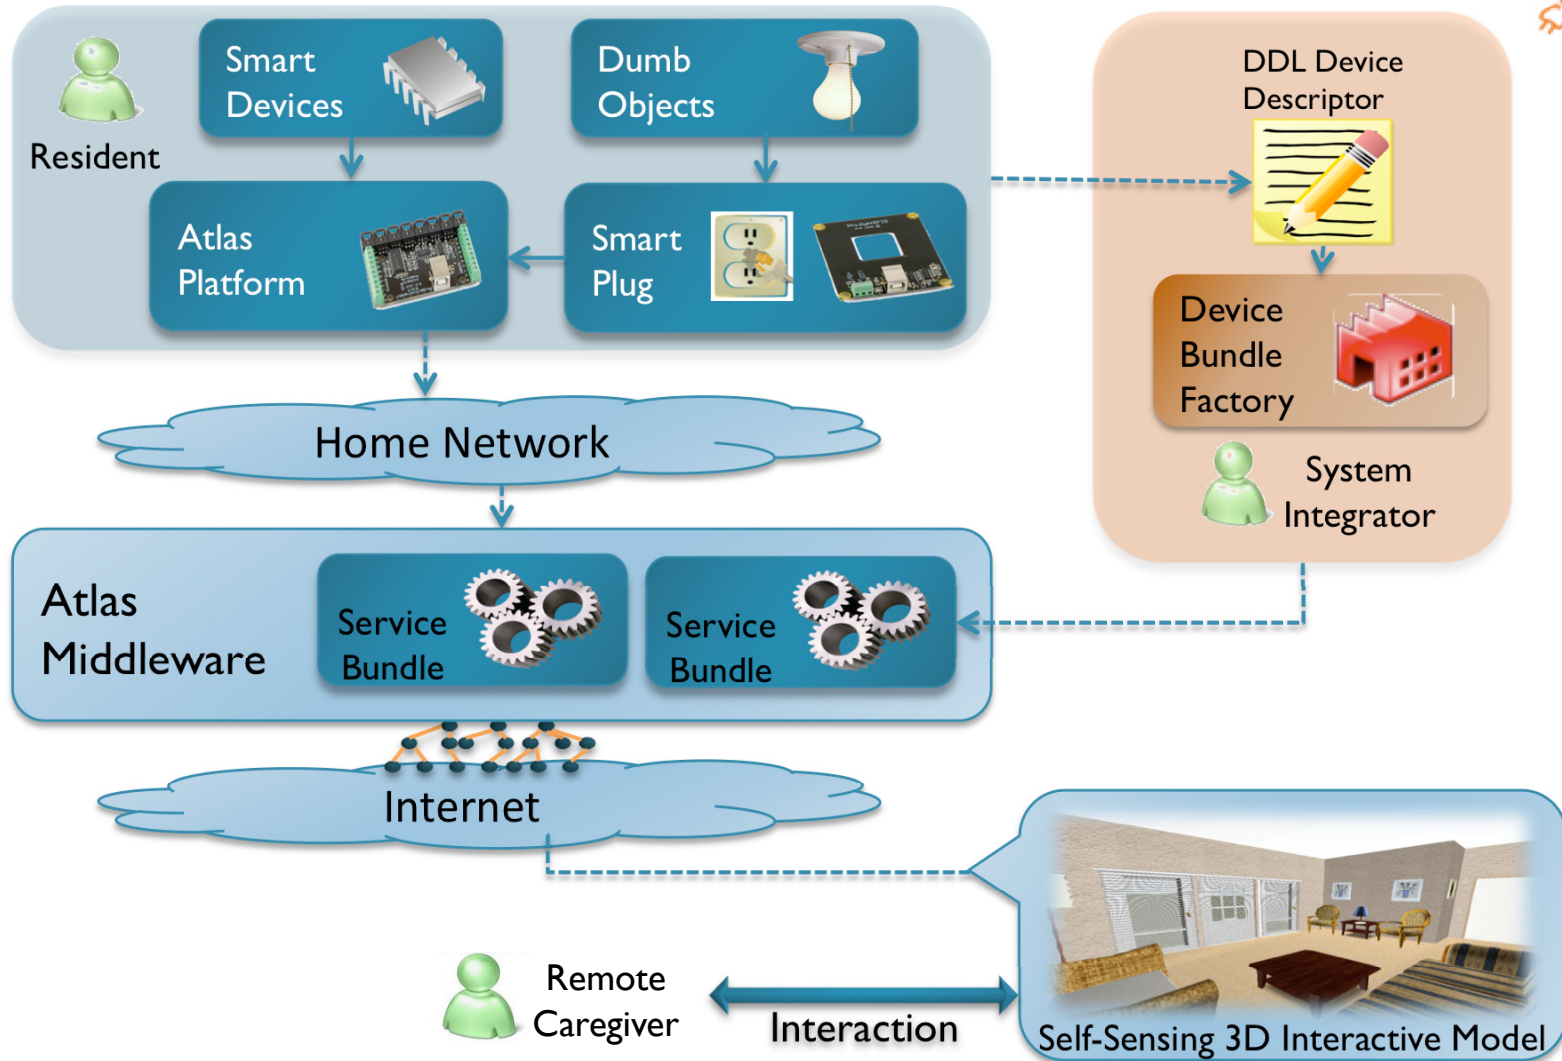 Smart
Devices
Dumb
Objects
Resident
Atlas
Platform
Smart
Plug
DDL Device
Descriptor
Device
Bundle
Factory
System
Integrator
Home Network
Atlas
Middleware
Service
Bundle
Service
Bundle
Internet
Remote
Caregiver
Interaction
Self-Sensing 3D Interactive Model